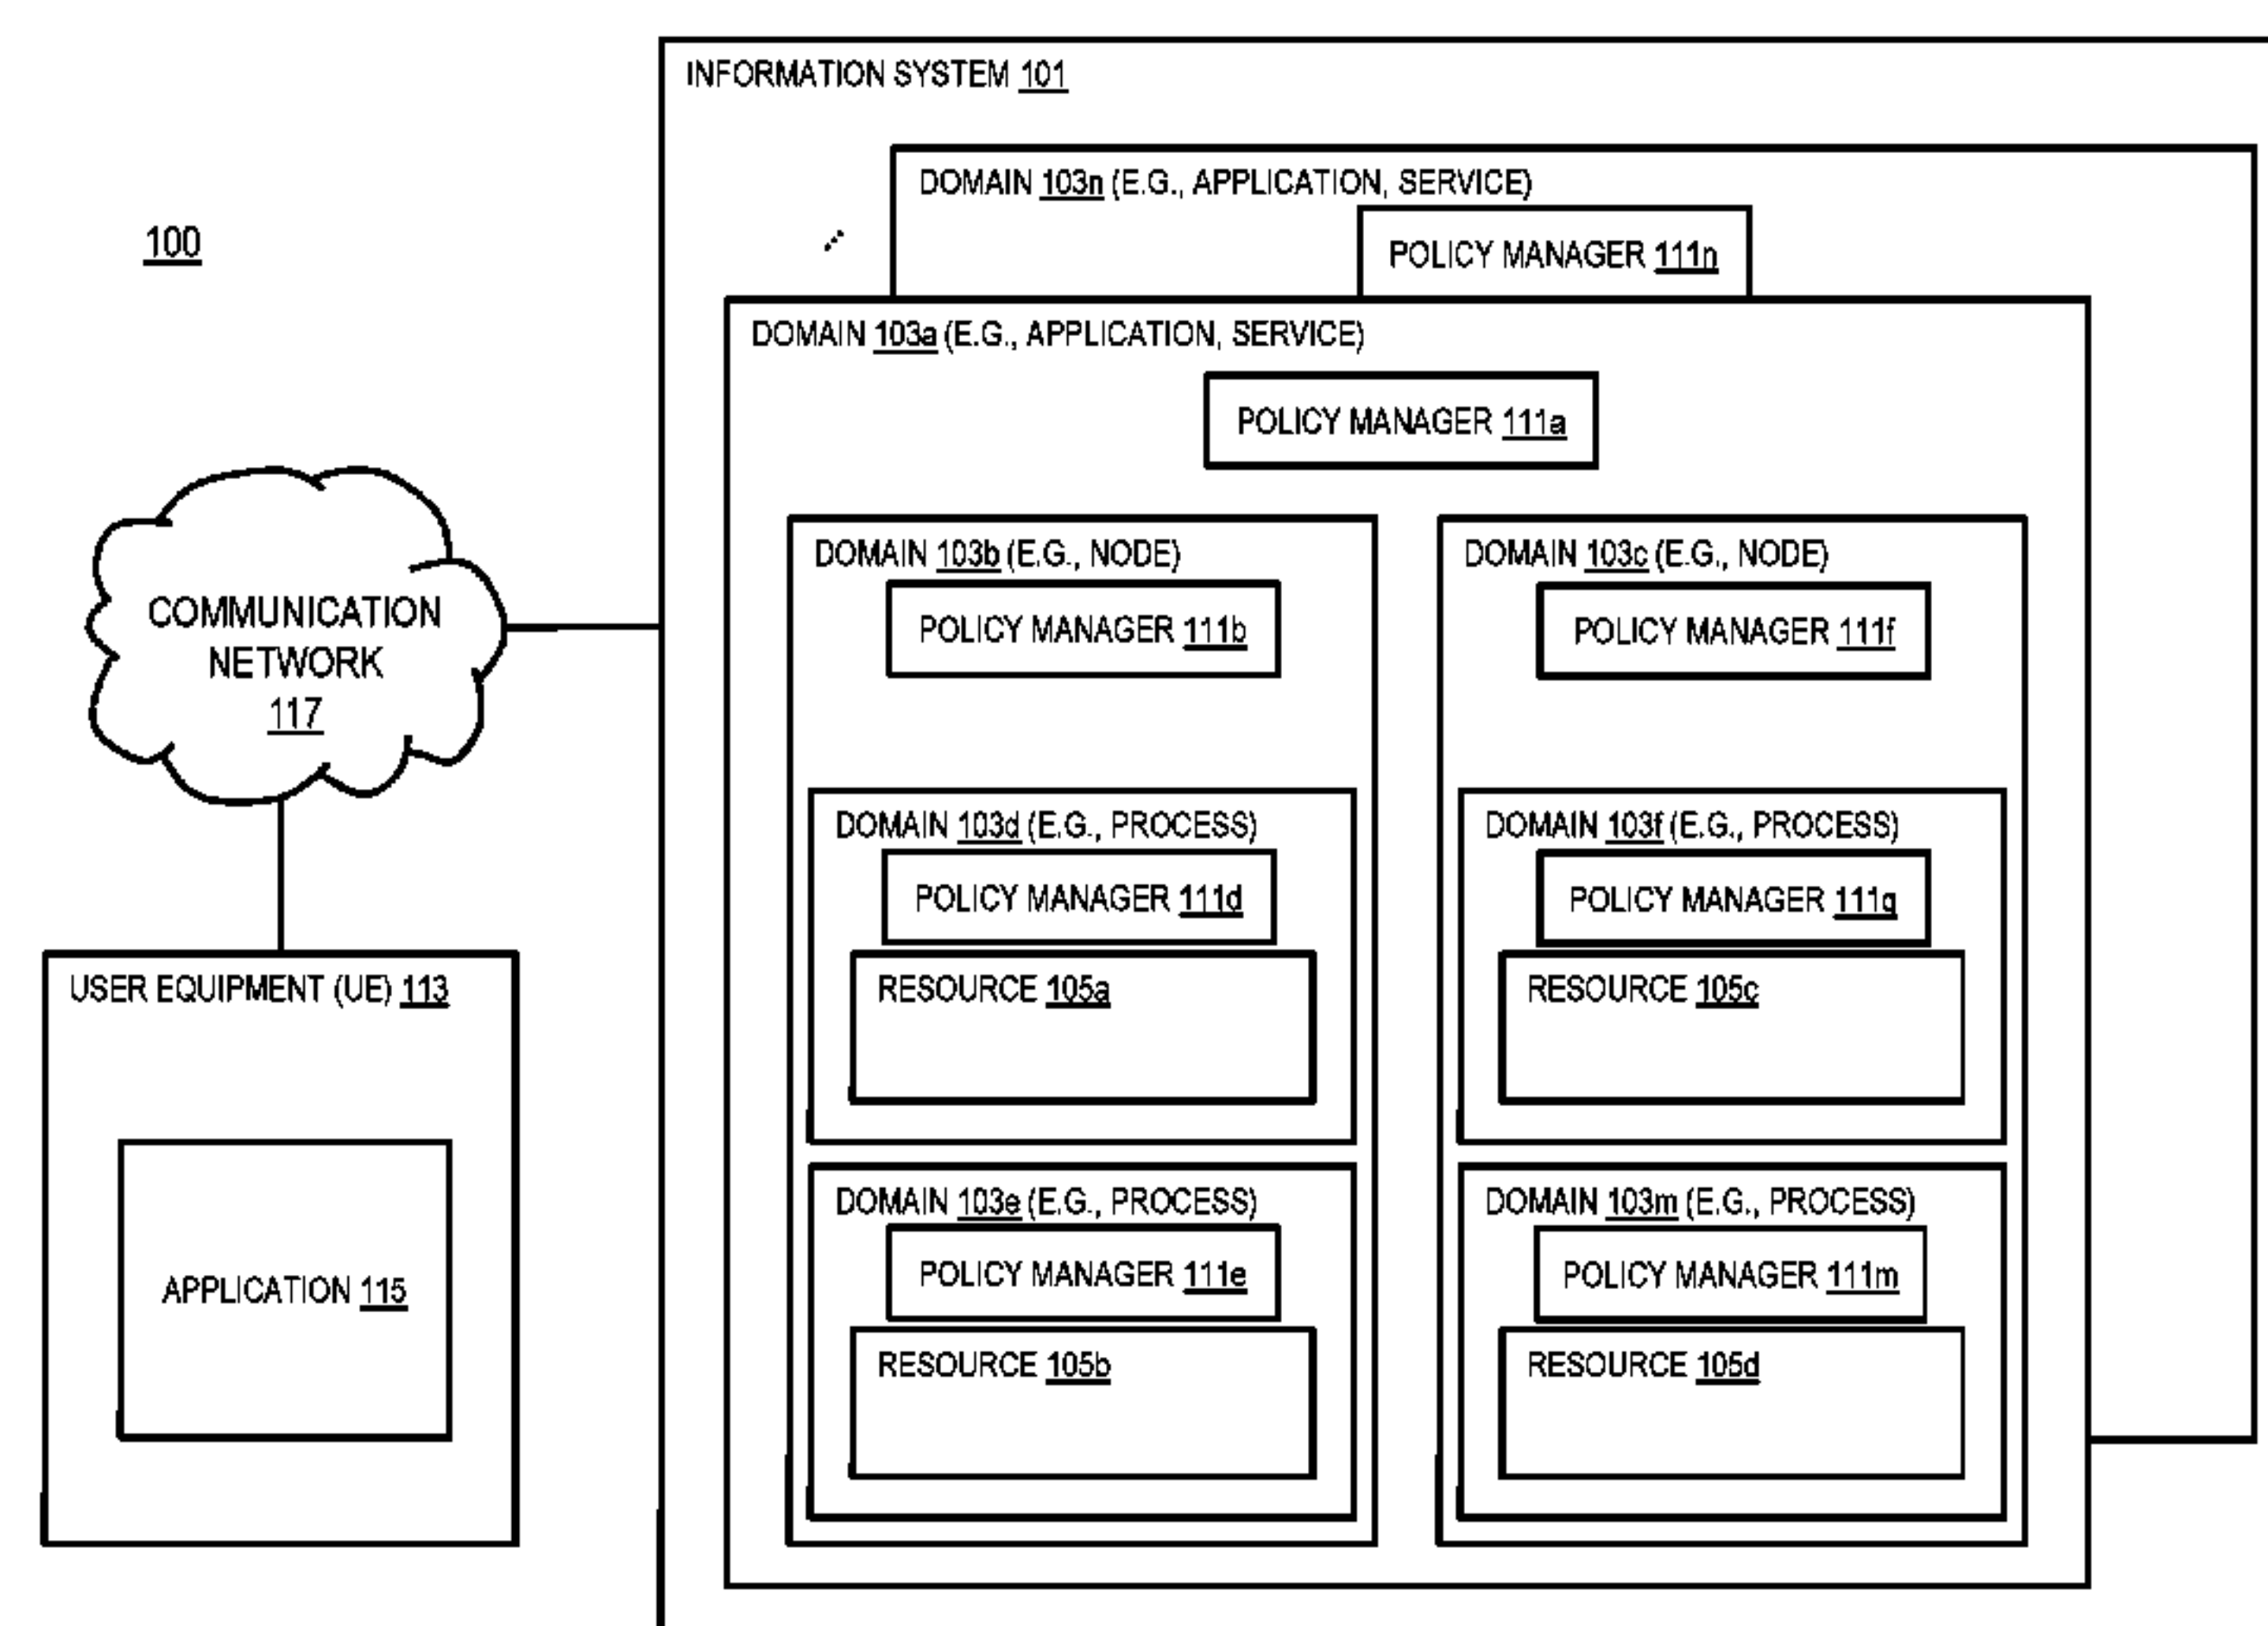 INFORMATION SYSTEM 101
DOMAIN 103n (E.G., APPLICATION, SERVICE)
POLICY MANAGER 111n
100
DOMAIN 103a (E.G., APPLICATION, SERVICE)
POLICY MANAGER 111a
COMMUNICATION
NETWORK
117
DOMAIN 103b (E.G., NODE)
POLICY MANAGER 111b
DOMAIN 103c (E.G., NODE)
POLICY MANAGER 111f
DOMAIN 103d (E.G., PROCESS)
POLICY MANAGER 111d
RESOURCE 105a
DOMAIN 103f (E.G., PROCESS)
POLICY MANAGER 111g
RESOURCE 105c
DOMAIN 103e (E.G., PROCESS)
POLICY MANAGER 111e
RESOURCE 105b
DOMAIN 103m (E.G., PROCESS)
POLICY MANAGER 111m
RESOURCE 105d
USER EQUIPMENT (UE) 113
APPLICATION 115